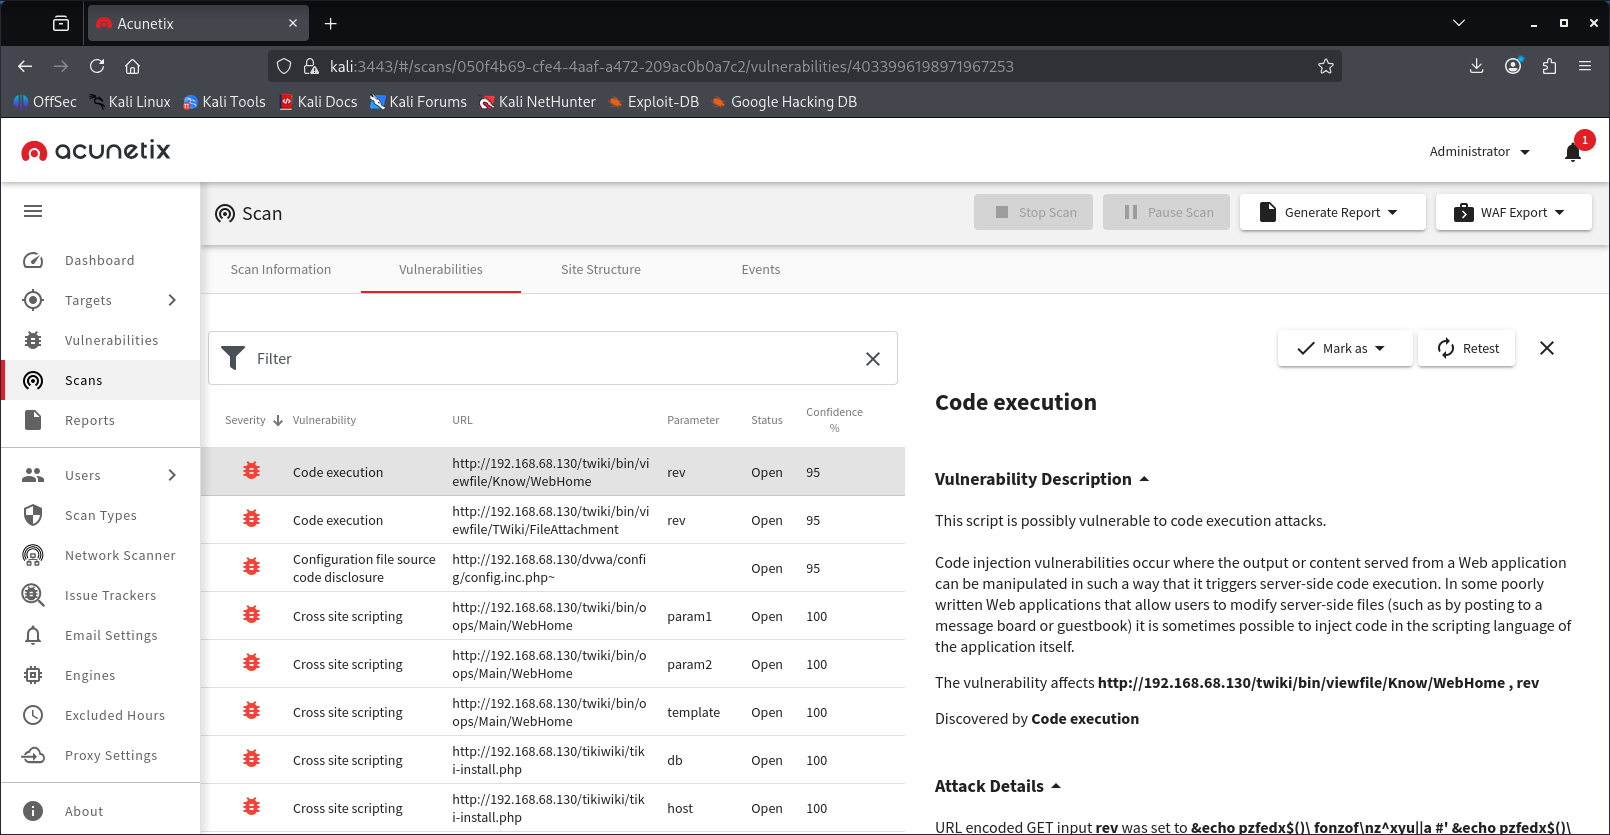 Acunetix
kali:3443/#/scans/050f4b69-cfe4-4aaf-a472-209ac0b0a7c2/vulnerabilities/4033996198971967253
OffSec Kali Linux Kali Tools Kali Docs Kali Forums Kali NetHunter Exploit-DB Google Hacking DB
acunetix
Administrator
1
Scan
Stop Scan
Pause Scan
Generate Report
WAF Export
Dashboard
Targets
Vulnerabilities
Scans
Reports
Users
Scan Types
Network Scanner
Issue Trackers
Email Settings
Engines
Excluded Hours
Proxy Settings
About
Scan Information Vulnerabilities Site Structure Events
Filter
Severity Vulnerability URL Parameter Status Confidence
%
Code execution http://192.168.68.130/twiki/bin/vi rev Open 95
ewfile/Know/WebHome
Code execution http://192.168.68.130/twiki/bin/vi rev Open 95
ewfile/TWiki/FileAttachment
Configuration file source http://192.168.68.130/dvwa/confi Open 95
code disclosure g/config.inc.php~
Cross site scripting http://192.168.68.130/twiki/bin/o param1 Open 100
ops/Main/WebHome
Cross site scripting http://192.168.68.130/twiki/bin/o param2 Open 100
ops/Main/WebHome
Cross site scripting http://192.168.68.130/twiki/bin/o template Open 100
ops/Main/WebHome
Cross site scripting http://192.168.68.130/tikiwiki/tik db Open 100
i-install.php
Cross site scripting http://192.168.68.130/tikiwiki/tik host Open 100
i-install.php
Mark as
Retest
Code execution
Vulnerability Description
This script is possibly vulnerable to code execution attacks.
Code injection vulnerabilities occur where the output or content served from a Web application
can be manipulated in such a way that it triggers server-side code execution. In some poorly
written Web applications that allow users to modify server-side files (such as by posting to a
message board or guestbook) it is sometimes possible to inject code in the scripting language of
the application itself.
The vulnerability affects http://192.168.68.130/twiki/bin/viewfile/Know/WebHome , rev
Discovered by Code execution
Attack Details
URL encoded GET input rev was set to &echo pzfedx$()\ fonzof\nz^xyu||a #' &echo pzfedx$()\